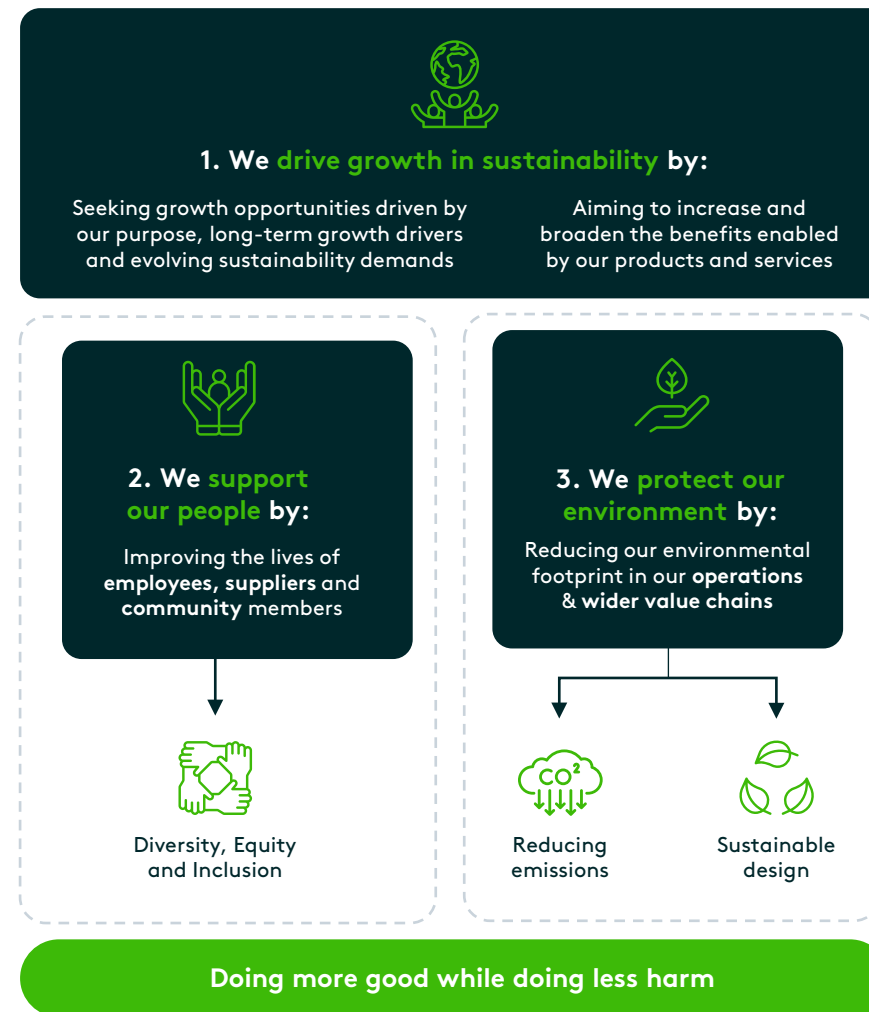 1. We drive growth in sustainability by:
Seeking growth opportunities driven by
our purpose, long-term growth drivers
and evolving sustainability demands
Aiming to increase and
broaden the benefits enabled
by our products and services
2. We support
our people by:
Improving the lives of
employees, suppliers and
community members
Diversity, Equity
and Inclusion
3. We protect our
environment by:
Reducing our environmental
footprint in our operations
& wider value chains
CO²
Reducing
emissions
Sustainable
design
Doing more good while doing less harm